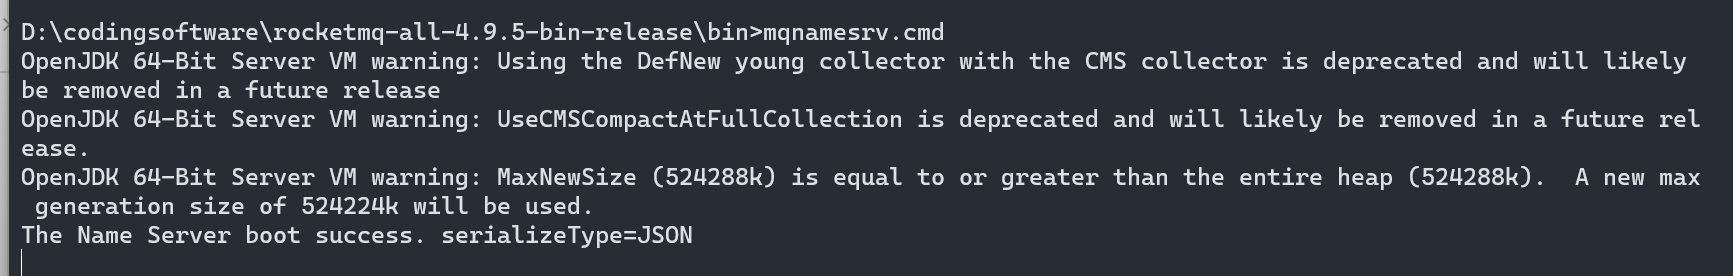 D:\codingsoftware\rocketmq-all-4.9.5-bin-release\bin>mqnamesrv.cmd
OpenJDK 64-Bit Server VM warning: Using the DefNew young collector with the CMS collector is deprecated and will likely
be removed in a future release
OpenJDK 64-Bit Server VM warning: UseCMSCompactAtFullCollection is deprecated and will likely be removed in a future rel
ease.
OpenJDK 64-Bit Server VM warning: MaxNewSize (524288k) is equal to or greater than the entire heap (524288k).  A new max
 generation size of 524224k will be used.
The Name Server boot success. serializeType=JSON